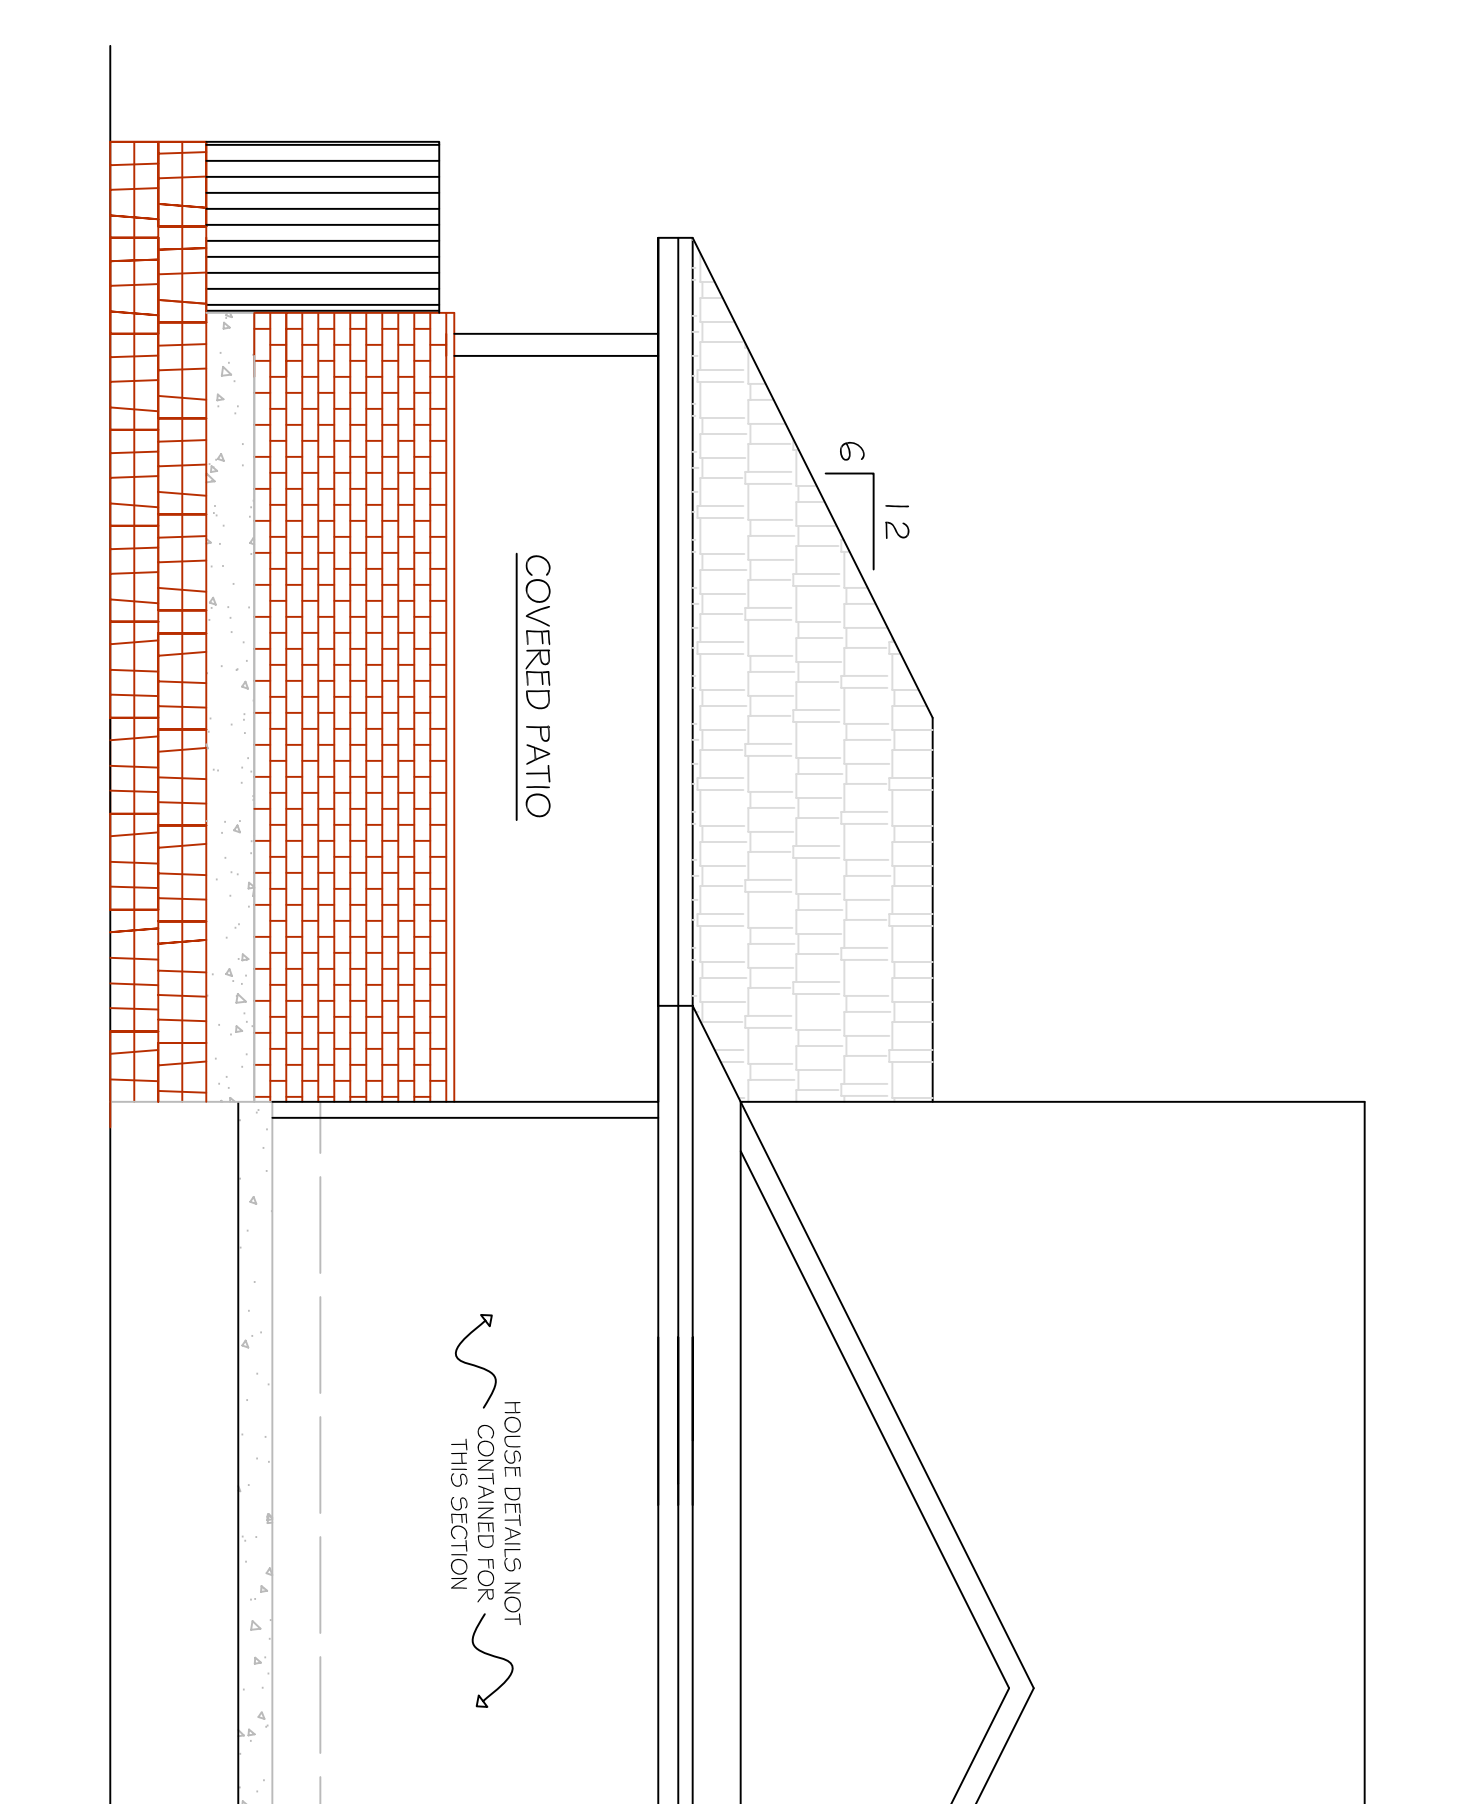 6
12
COVERED PATIO
HOUSE DETAILS NOT
CONTAINED FOR
THIS SECTION